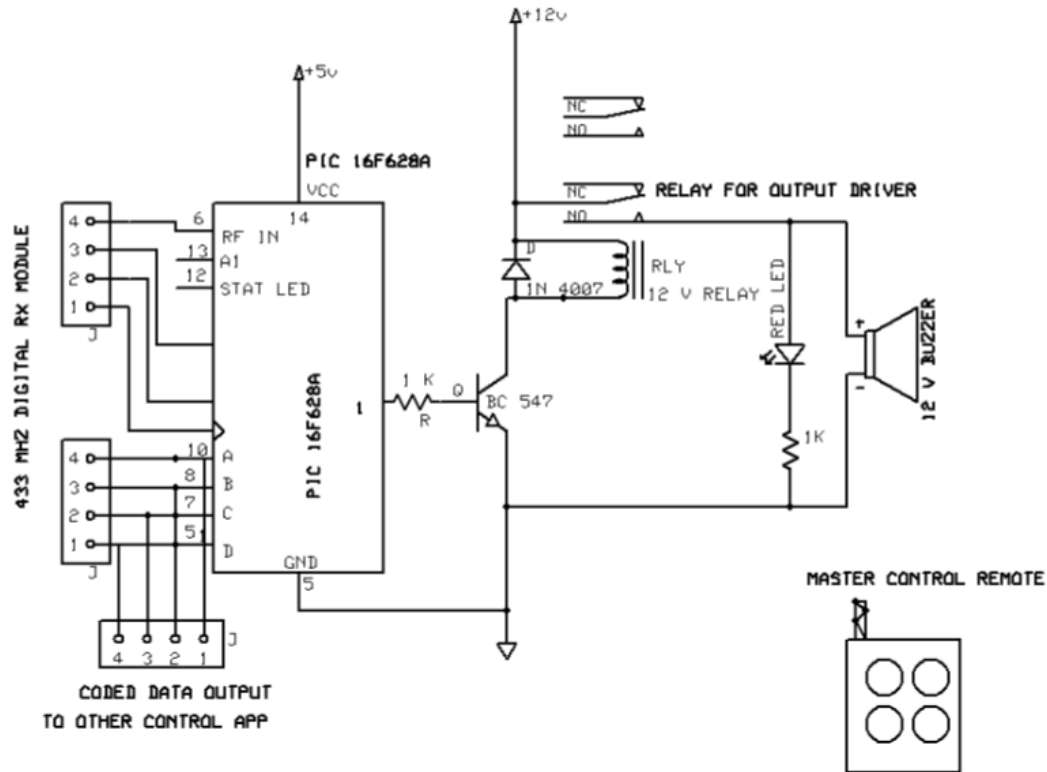 +12v
+5v
NC
NO
PIC 16F628A
VCC
14
NC
RELAY FOR OUTPUT DRIVER
NO
433 MHZ DIGITAL RX MODULE
4
3
2
1
J
6
RF IN
13
A1
12
STAT LED
D
1N 4007
RLY
12 V RELAY
RED LED
+
-
12 V BUZZER
1 K
R
Q
BC 547
1
PIC 16F628A
1K
4
3
2
1
J
10
A
8
B
7
C
51
D
GND
5
J
4 3 2 1
CODED DATA OUTPUT
TO OTHER CONTROL APP
MASTER CONTROL REMOTE